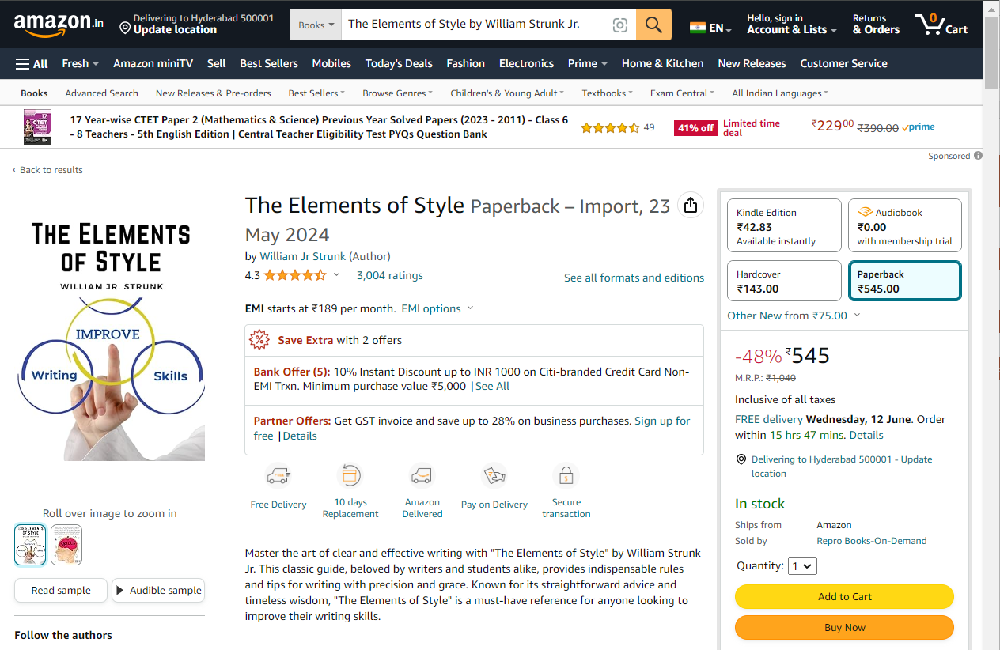 amazon.in
Delivering to Hyderabad 500001
Update location
Books
The Elements of Style by William Strunk Jr.
EN
Hello, sign in
Account & Lists
Returns
& Orders
0
Cart
All
Fresh
Amazon miniTV
Sell
Best Sellers
Mobiles
Today's Deals
Fashion
Electronics
Prime
Home & Kitchen
New Releases
Customer Service
Books
Advanced Search
New Releases & Pre-orders
Best Sellers
Browse Genres
Children's & Young Adult
Textbooks
Exam Central
All Indian Languages
17 Year-wise CTET Paper 2 (Mathematics & Science) Previous Year Solved Papers (2023 - 2011) - Class 6
- 8 Teachers - 5th English Edition | Central Teacher Eligibility Test PYQs Question Bank
49
41% off
Limited time
deal
₹22900 ₹390.00 prime
Sponsored
‹ Back to results
THE ELEMENTS
OF STYLE
WILLIAM JR. STRUNK
IMPROVE
Writing
Skills
Roll over image to zoom in
Read sample
Audible sample
Follow the authors
The Elements of Style Paperback – Import, 23
May 2024
by William Jr Strunk (Author)
4.3
3,004 ratings
See all formats and editions
EMI starts at ₹189 per month. EMI options
Save Extra with 2 offers
Bank Offer (5): 10% Instant Discount up to INR 1000 on Citi-branded Credit Card Non-
EMI Trxn. Minimum purchase value ₹5,000 | See All
Partner Offers: Get GST invoice and save up to 28% on business purchases. Sign up for
free | Details
Free Delivery
10 days
Replacement
Amazon
Delivered
Pay on Delivery
Secure
transaction
Master the art of clear and effective writing with "The Elements of Style" by William Strunk
Jr. This classic guide, beloved by writers and students alike, provides indispensable rules
and tips for writing with precision and grace. Known for its straightforward advice and
timeless wisdom, "The Elements of Style" is a must-have reference for anyone looking to
improve their writing skills.
Kindle Edition
₹42.83
Available instantly
Audiobook
₹0.00
with membership trial
Hardcover
₹143.00
Paperback
₹545.00
Other New from ₹75.00
-48% ₹545
M.R.P.: ₹1,040
Inclusive of all taxes
FREE delivery Wednesday, 12 June. Order
within 15 hrs 47 mins. Details
Delivering to Hyderabad 500001 - Update
location
In stock
Ships from Amazon
Sold by Repro Books-On-Demand
Quantity: 1
Add to Cart
Buy Now